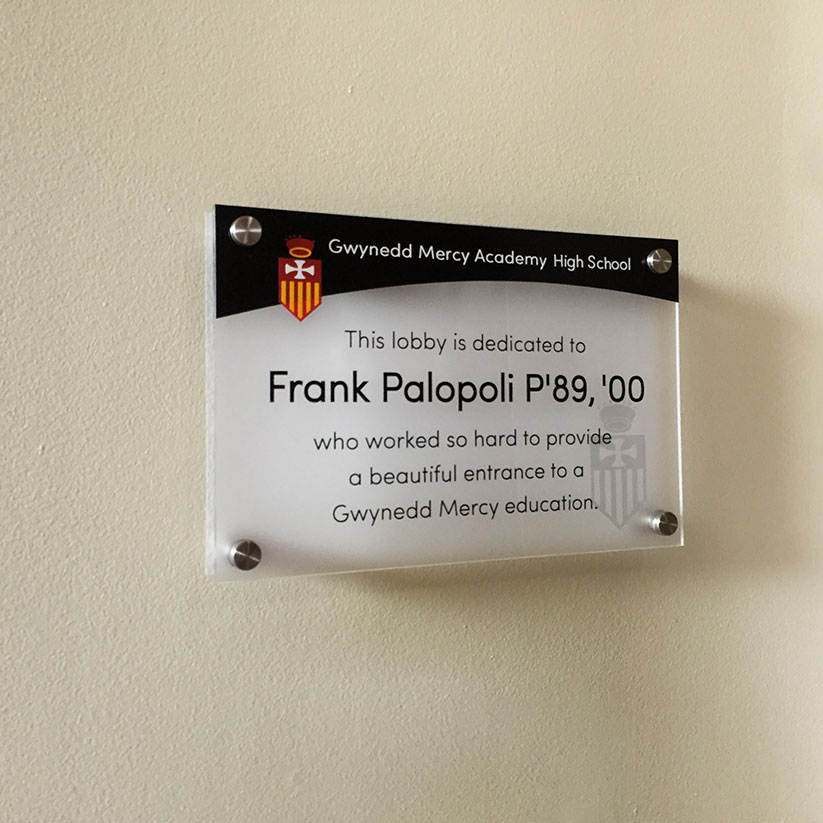 Gwynedd Mercy Academy High School
This lobby is dedicated to
Frank Palopoli P'89, '00
who worked so hard to provide
a beautiful entrance to a
Gwynedd Mercy education.